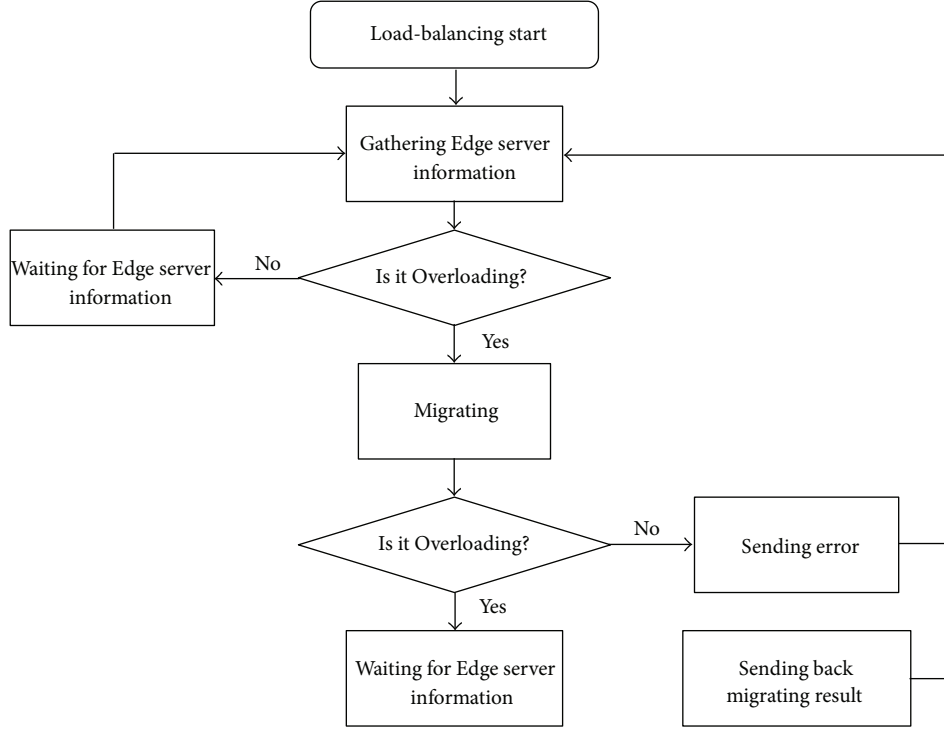 Load-balancing start
Gathering Edge server
information
Waiting for Edge server
information
No
Is it Overloading?
Yes
Migrating
Is it Overloading?
No
Sending error
Yes
Waiting for Edge server
information
Sending back
migrating result